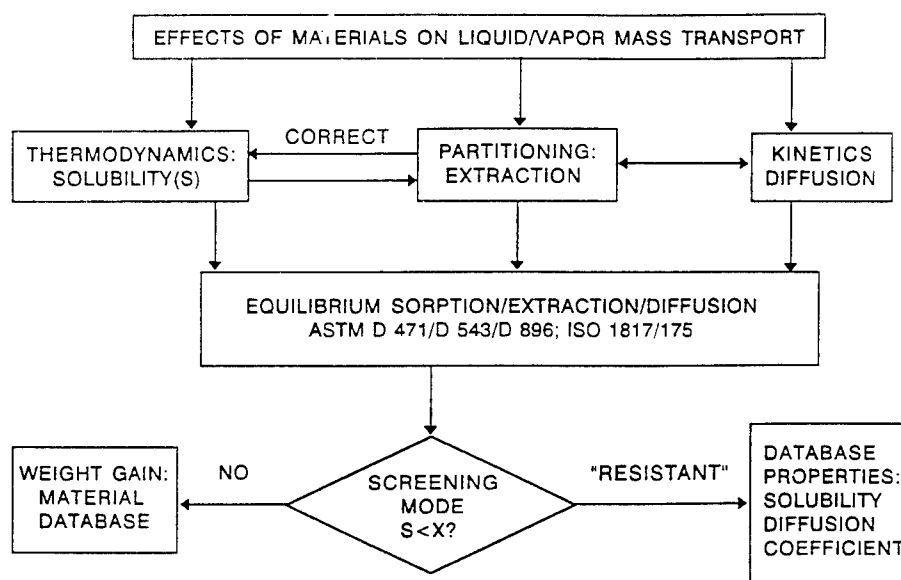 EFFECTS OF MATERIALS ON LIQUID/VAPOR MASS TRANSPORT
CORRECT
THERMODYNAMICS:
SOLUBILITY(S)
PARTITIONING:
EXTRACTION
KINETICS
DIFFUSION
EQUILIBRIUM SORPTION/EXTRACTION/DIFFUSION
ASTM D 471/D 543/D 896; ISO 1817/175
WEIGHT GAIN:
MATERIAL
DATABASE
NO
SCREENING
MODE
S<X?
"RESISTANT"
DATABASE
PROPERTIES:
SOLUBILITY
DIFFUSION
COEFFICIENT